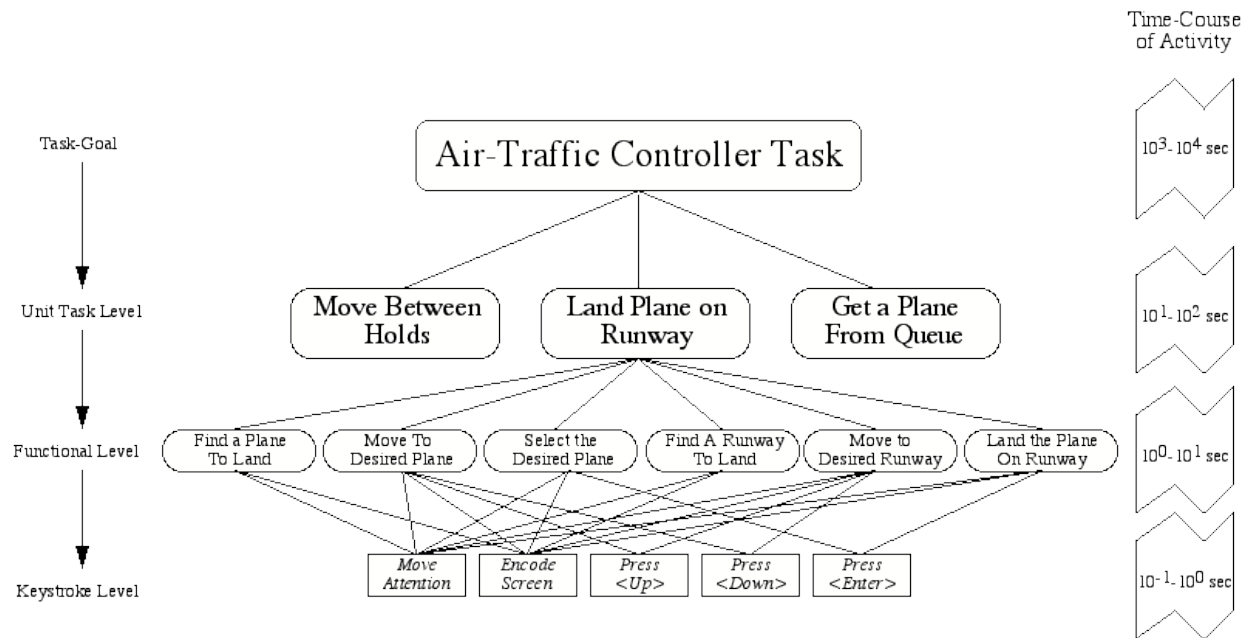 Time-Course
of Activity
Task-Goal
Air-Traffic Controller Task
10³-10⁴ sec
Unit Task Level
Move Between
Holds
Land Plane on
Runway
Get a Plane
From Queue
10¹-10² sec
Functional Level
Find a Plane
To Land
Move To
Desired Plane
Select the
Desired Plane
Find A Runway
To Land
Move to
Desired Runway
Land the Plane
On Runway
10⁰-10¹ sec
Keystroke Level
Move
Attention
Encode
Screen
Press
<Up>
Press
<Down>
Press
<Enter>
10⁻¹-10⁰ sec